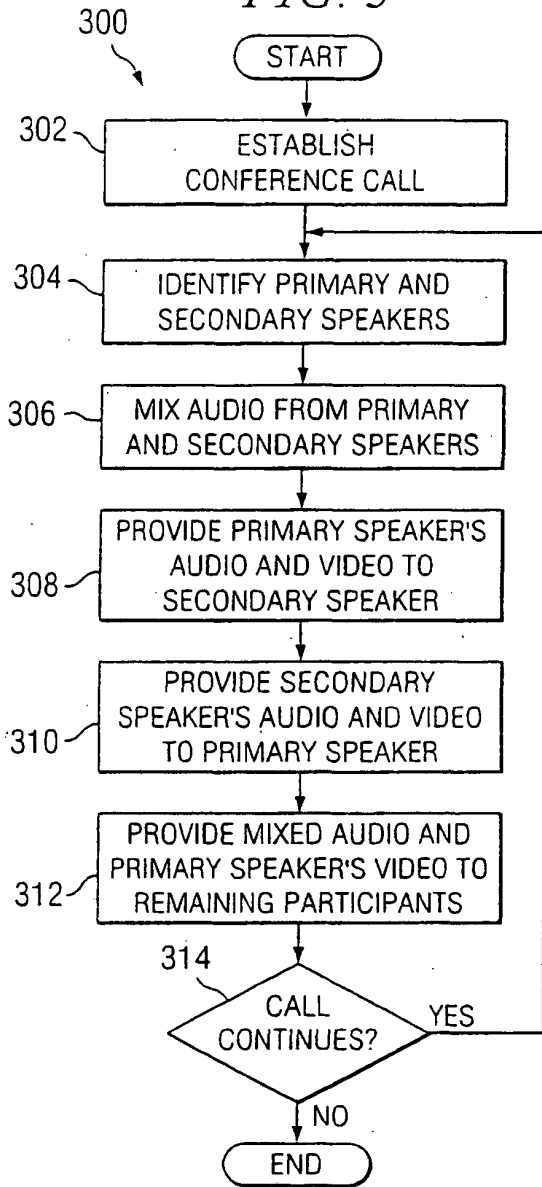 300
START
302
ESTABLISH
CONFERENCE CALL
304
IDENTIFY PRIMARY AND
SECONDARY SPEAKERS
306
MIX AUDIO FROM PRIMARY
AND SECONDARY SPEAKERS
308
PROVIDE PRIMARY SPEAKER'S
AUDIO AND VIDEO TO
SECONDARY SPEAKER
310
PROVIDE SECONDARY
SPEAKER'S AUDIO AND VIDEO
TO PRIMARY SPEAKER
312
PROVIDE MIXED AUDIO AND
PRIMARY SPEAKER'S VIDEO TO
REMAINING PARTICIPANTS
314
CALL
CONTINUES?
YES
NO
END